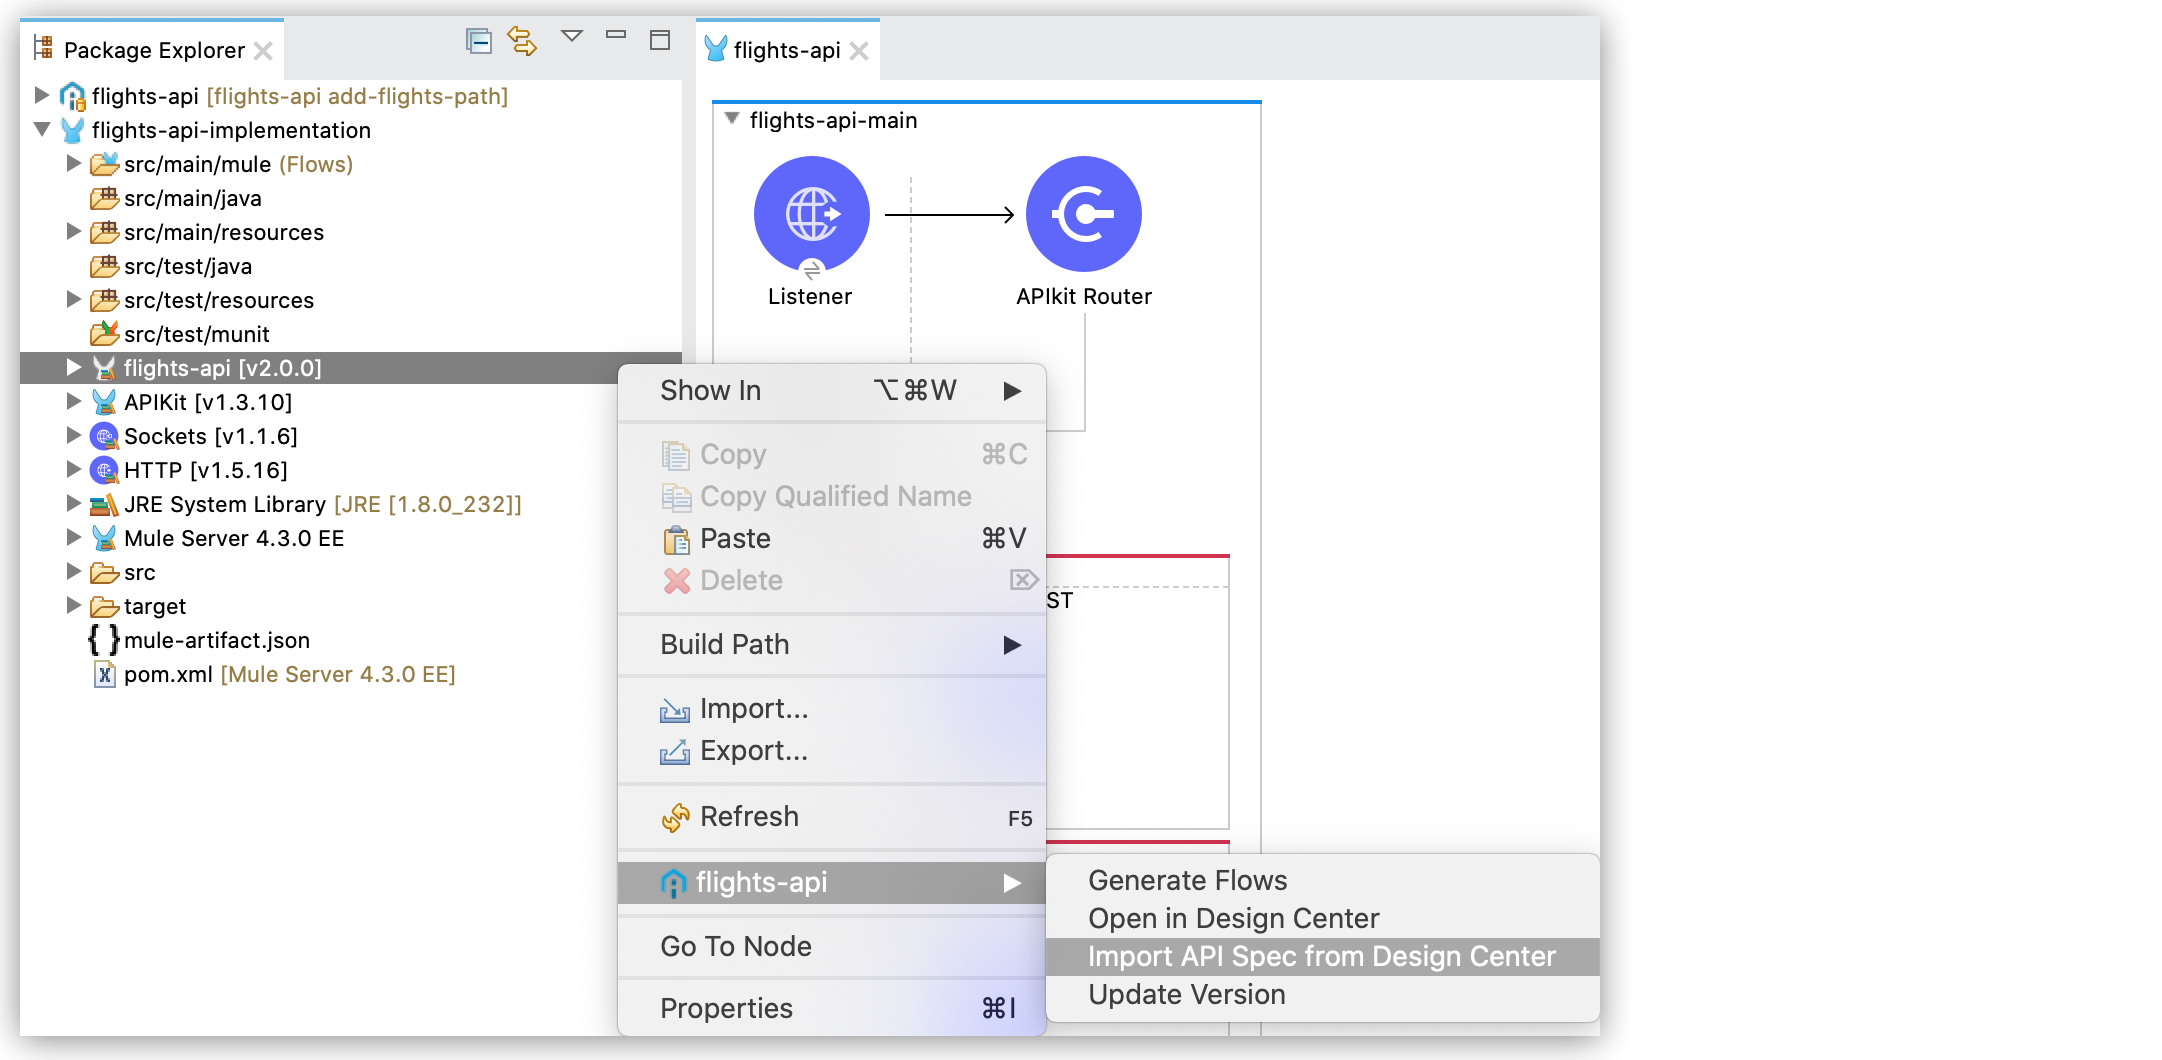 Package Explorer
flights-api [flights-api add-flights-path]
flights-api-implementation
src/main/mule (Flows)
src/main/java
src/main/resources
src/test/java
src/test/resources
src/test/munit
flights-api [v2.0.0]
APIKit [v1.3.10]
Sockets [v1.1.6]
HTTP [v1.5.16]
JRE System Library [JRE [1.8.0_232]]
Mule Server 4.3.0 EE
src
target
mule-artifact.json
pom.xml [Mule Server 4.3.0 EE]
flights-api
flights-api-main
Listener
APIkit Router
ST
Show In ⌥⌘W
Copy ⌘C
Copy Qualified Name
Paste ⌘V
Delete ⌦
Build Path
Import...
Export...
Refresh F5
flights-api
Go To Node
Properties ⌘I
Generate Flows
Open in Design Center
Import API Spec from Design Center
Update Version